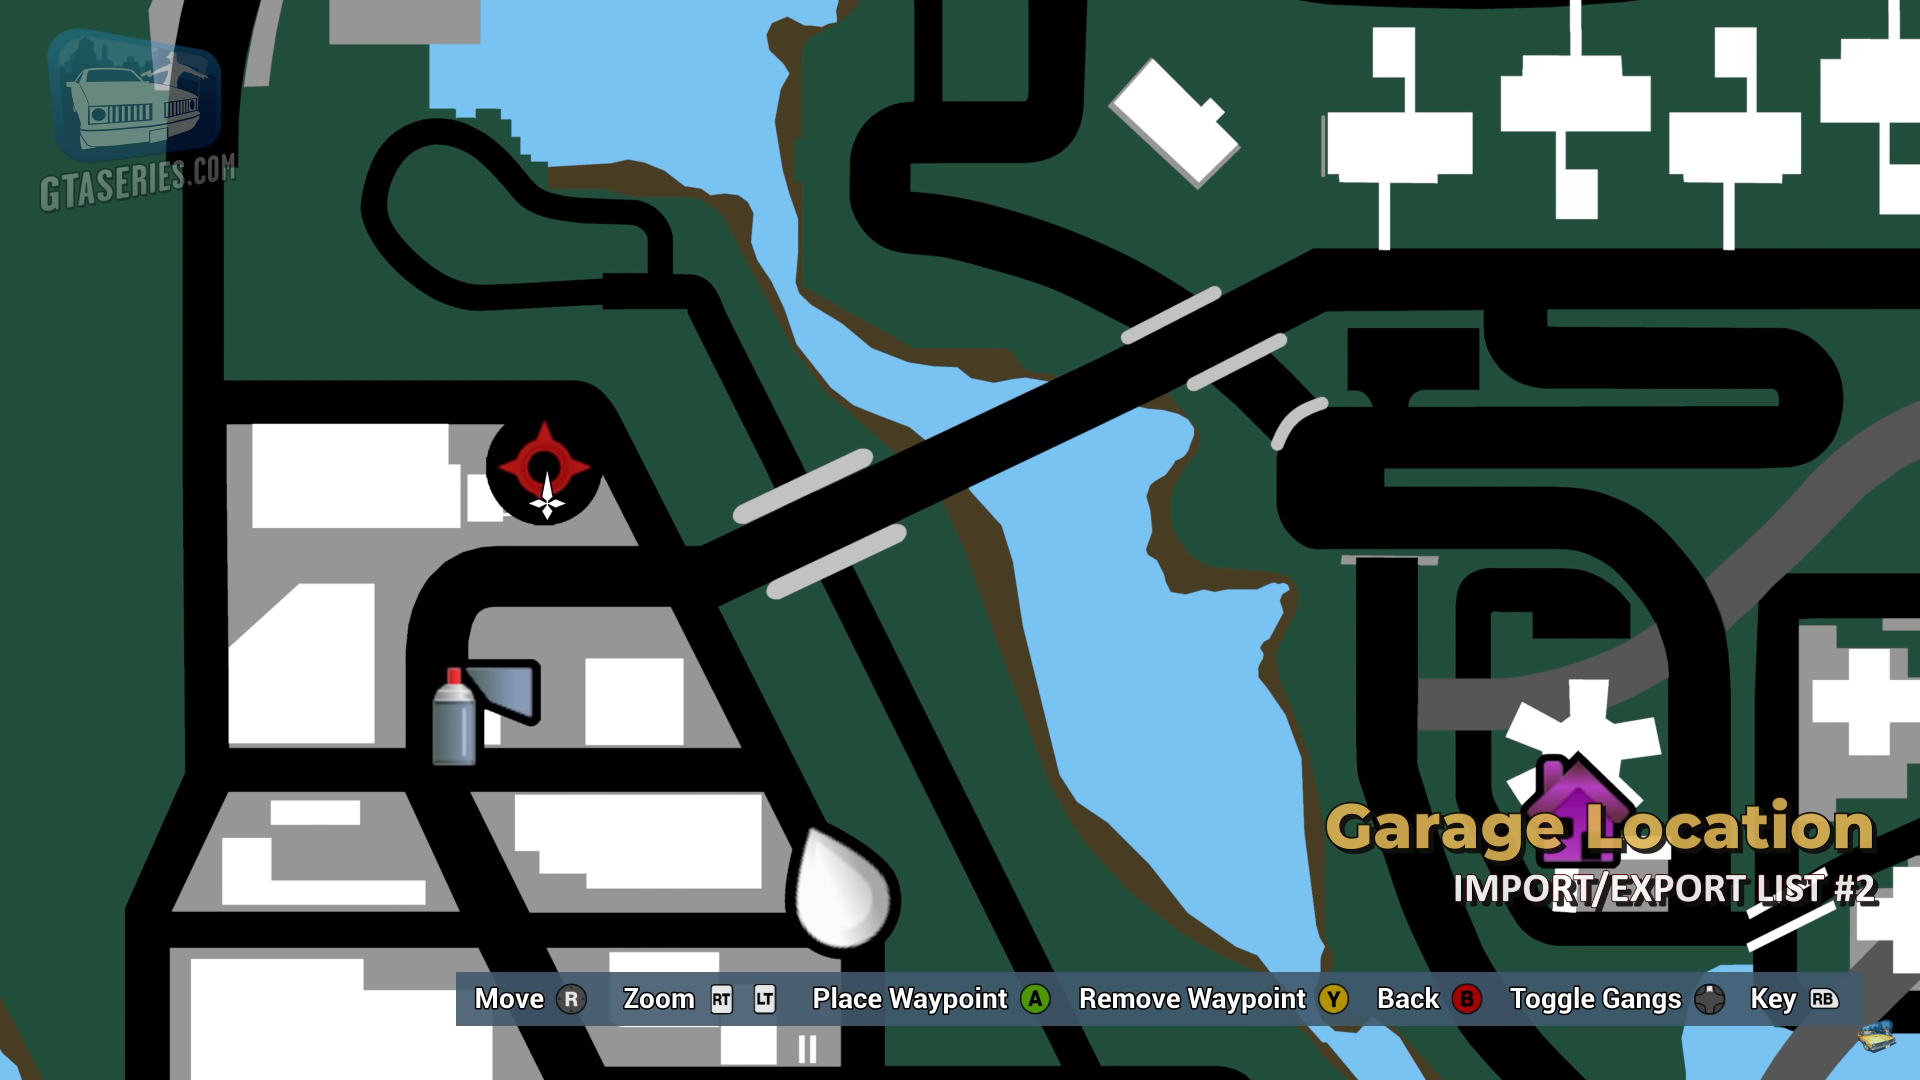 GTASERIES.COM
Garage Location
IMPORT/EXPORT LIST #2
Move R Zoom RT LT Place Waypoint A Remove Waypoint Y Back B Toggle Gangs Key RB